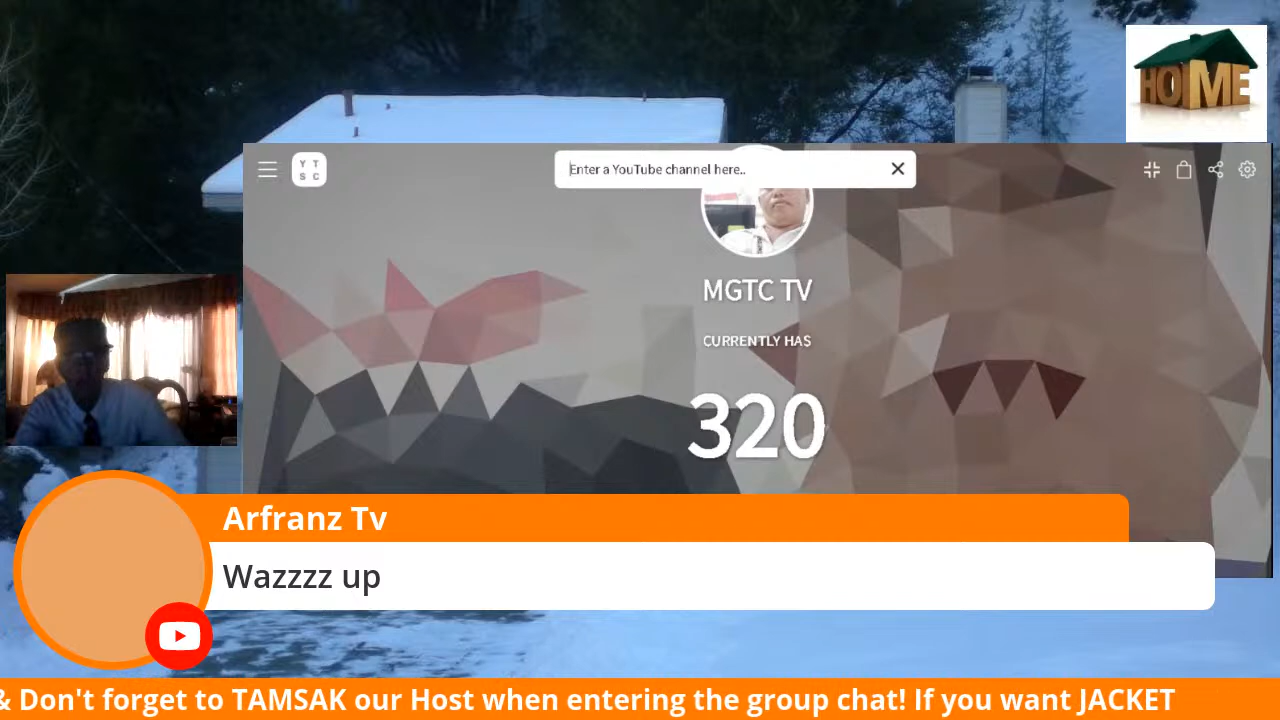 HOME
Y T
S C
Enter a YouTube channel here..
MGTC TV
CURRENTLY HAS
320
Arfranz Tv
Wazzzz up
& Don't forget to TAMSAK our Host when entering the group chat! If you want JACKET